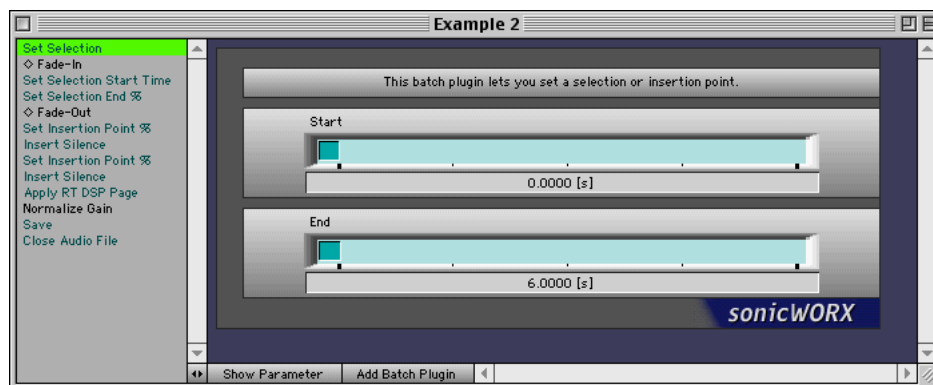 Example 2
Set Selection
◇ Fade-In
Set Selection Start Time
Set Selection End %
◇ Fade-Out
Set Insertion Point %
Insert Silence
Set Insertion Point %
Insert Silence
Apply RT DSP Page
Normalize Gain
Save
Close Audio File
This batch plugin lets you set a selection or insertion point.
Start
0.0000 [s]
End
6.0000 [s]
sonicWORX
Show Parameter
Add Batch Plugin